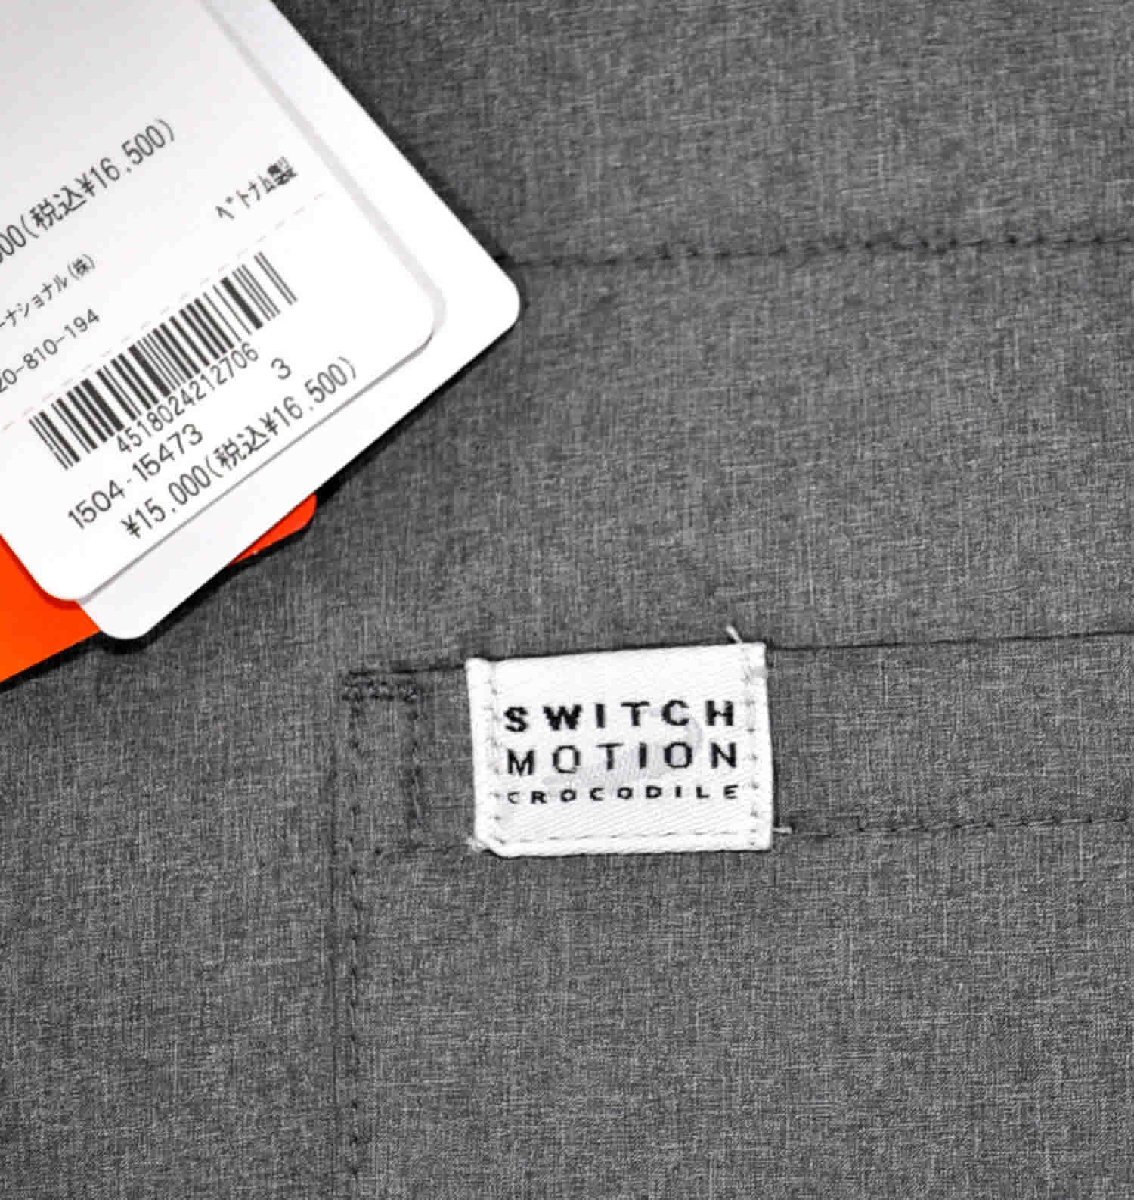 00(税込¥16,500)
ベトナム製
ーナショナル(株)
20-810-194
4518024212706
1504-15473 3
¥15,000(税込¥16,500)
SWITCH
MOTION
CROCODILE